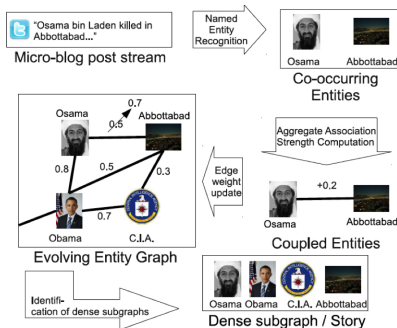 "Osama bin Laden killed in
Abbottabad..."
Micro-blog post stream
Named
Entity
Recognition
Osama
Abbottabad
Co-occurring
Entities
Aggregate Association
Strength Computation
+0,2
Osama
Abbottabad
Coupled Entities
Edge
weight
update
Osama
0.7
0.5
Abbottabad
0.8
0.5
0.3
0.7
Obama
C.I.A.
Evolving Entity Graph
Identifi-
cation of dense subgraphs
Osama Obama C.I.A. Abbottabad
Dense subgraph / Story